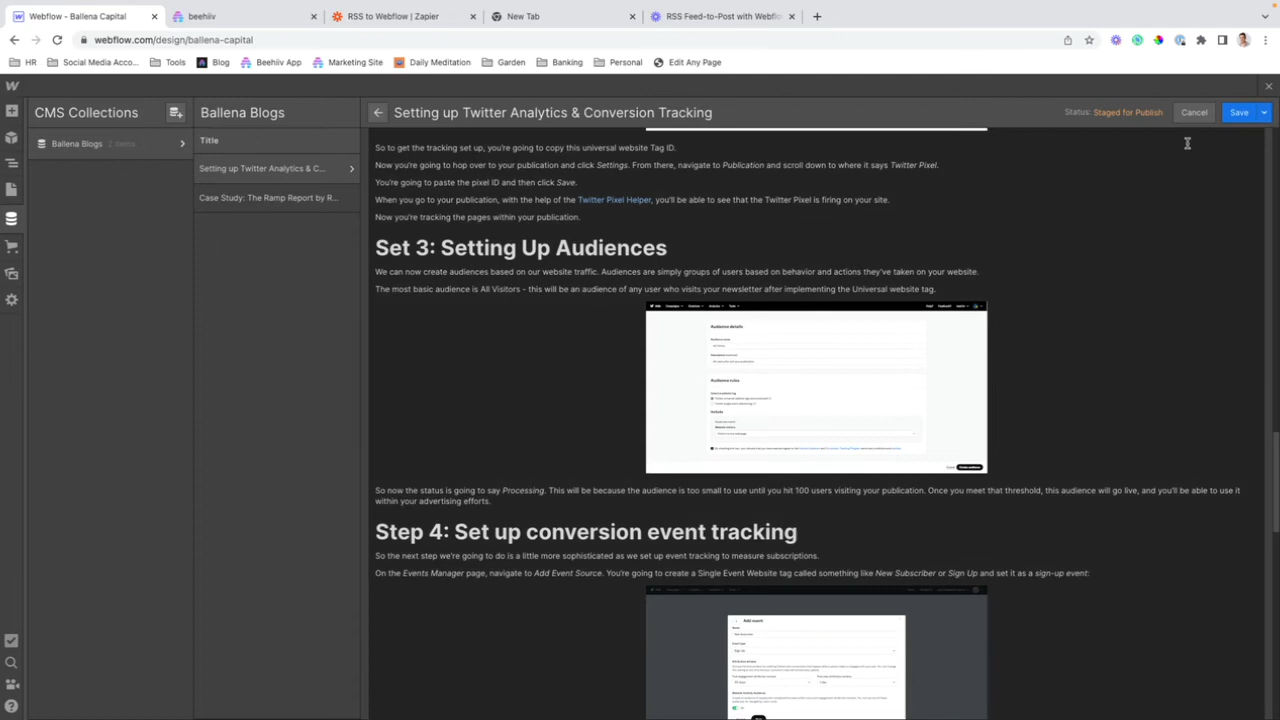 Webflow - Ballena Capital
beehiiv
RSS to Webflow | Zapier
New Tab
RSS Feed-to-Post with Webflo
webflow.com/design/ballena-capital
HR
Social Media Acco...
Tools
Blog
Beehiiv App
Marketing Site
Daily Meditation
Garden
Banking
Personal
Edit Any Page
CMS Collections
Ballena Blogs
Setting up Twitter Analytics & Conversion Tracking
Status: Staged for Publish
Cancel
Save
Ballena Blogs 2 items
Title
Setting up Twitter Analytics & C...
Case Study: The Ramp Report by R...
So to get the tracking set up, you're going to copy this universal website Tag ID.
Now you're going to hop over to your publication and click Settings. From there, navigate to Publication and scroll down to where it says Twitter Pixel.
You're going to paste the pixel ID and then click Save.
When you go to your publication, with the help of the Twitter Pixel Helper, you'll be able to see that the Twitter Pixel is firing on your site.
Now you're tracking the pages within your publication.
Set 3: Setting Up Audiences
We can now create audiences based on our website traffic. Audiences are simply groups of users based on behavior and actions they've taken on your website.
The most basic audience is All Visitors - this will be an audience of any user who visits your newsletter after implementing the Universal website tag.
Audience details
Audience name
Audience rules
Include
So now the status is going to say Processing. This will be because the audience is too small to use until you hit 100 users visiting your publication. Once you meet that threshold, this audience will go live, and you'll be able to use it
within your advertising efforts.
Step 4: Set up conversion event tracking
So the next step we're going to do is a little more sophisticated as we set up event tracking to measure subscriptions.
On the Events Manager page, navigate to Add Event Source. You're going to create a Single Event Website tag called something like New Subscriber or Sign Up and set it as a sign-up event:
Add event
Name
Event type
Sign Up